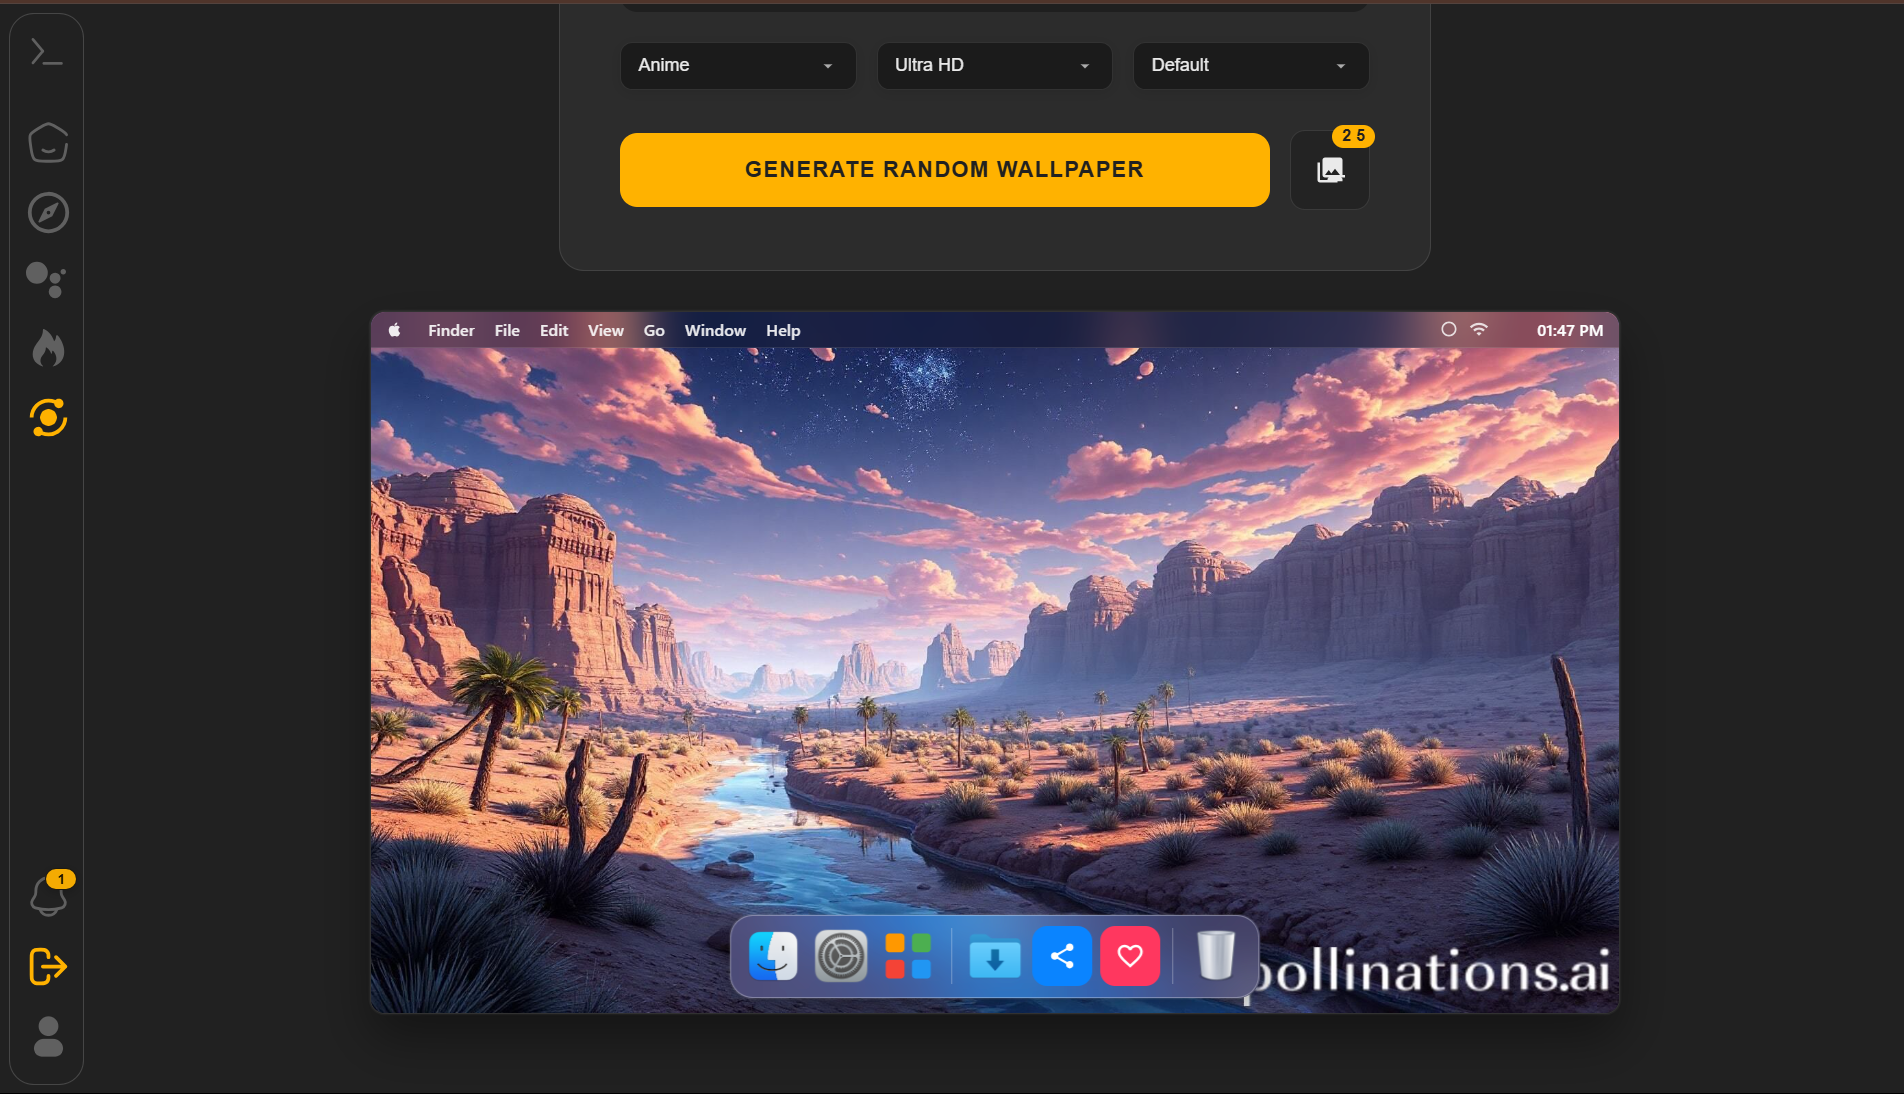 Anime Ultra HD Default
25
GENERATE RANDOM WALLPAPER
Finder File Edit View Go Window Help 01:47 PM
1
pollinations.ai